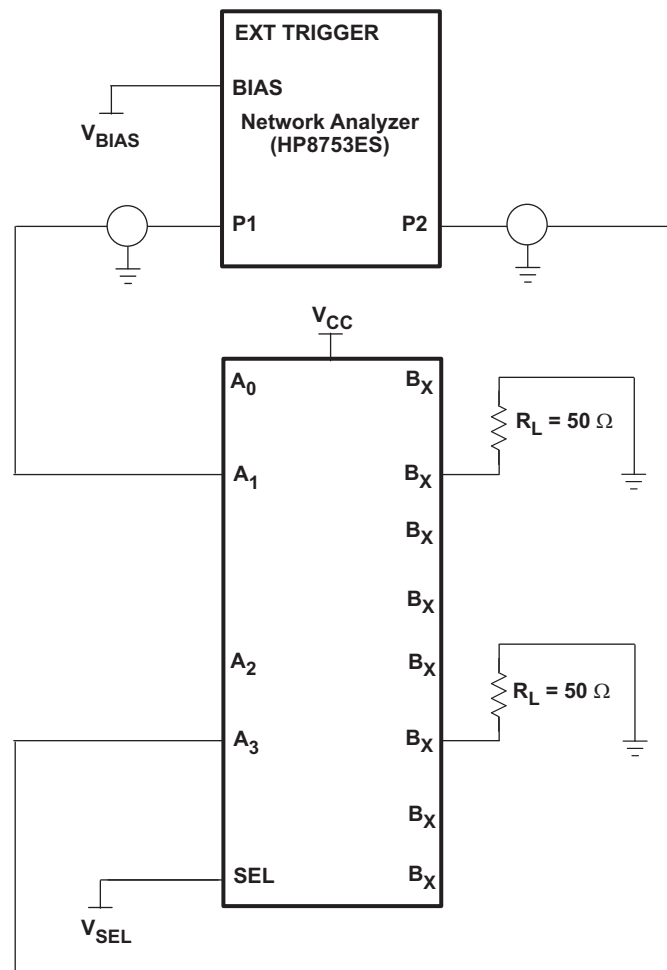 EXT TRIGGER
BIAS
V_BIAS
Network Analyzer
(HP8753ES)
P1
P2
V_CC
A_0
B_X
R_L = 50 Ω
A_1
B_X
B_X
B_X
A_2
B_X
R_L = 50 Ω
A_3
B_X
B_X
SEL
B_X
V_SEL